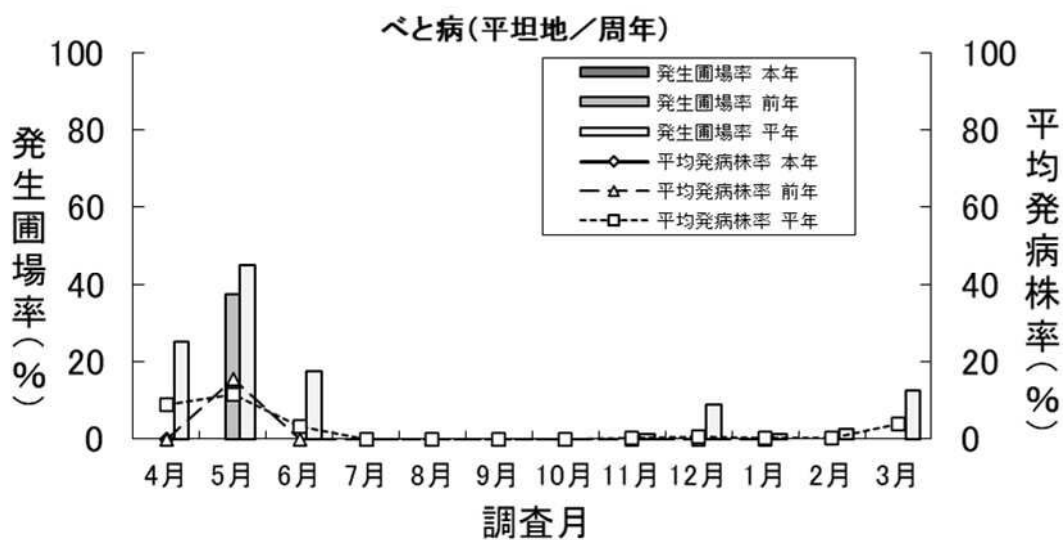 べと病(平坦地／周年)
発生圃場率 本年
発生圃場率 前年
発生圃場率 平年
平均発病株率 本年
平均発病株率 前年
平均発病株率 平年
発生圃場率(%)
100
80
60
40
20
0
100
80
60
40
20
0
平均発病株率(%)
4月 5月 6月 7月 8月 9月 10月 11月 12月 1月 2月 3月
調査月